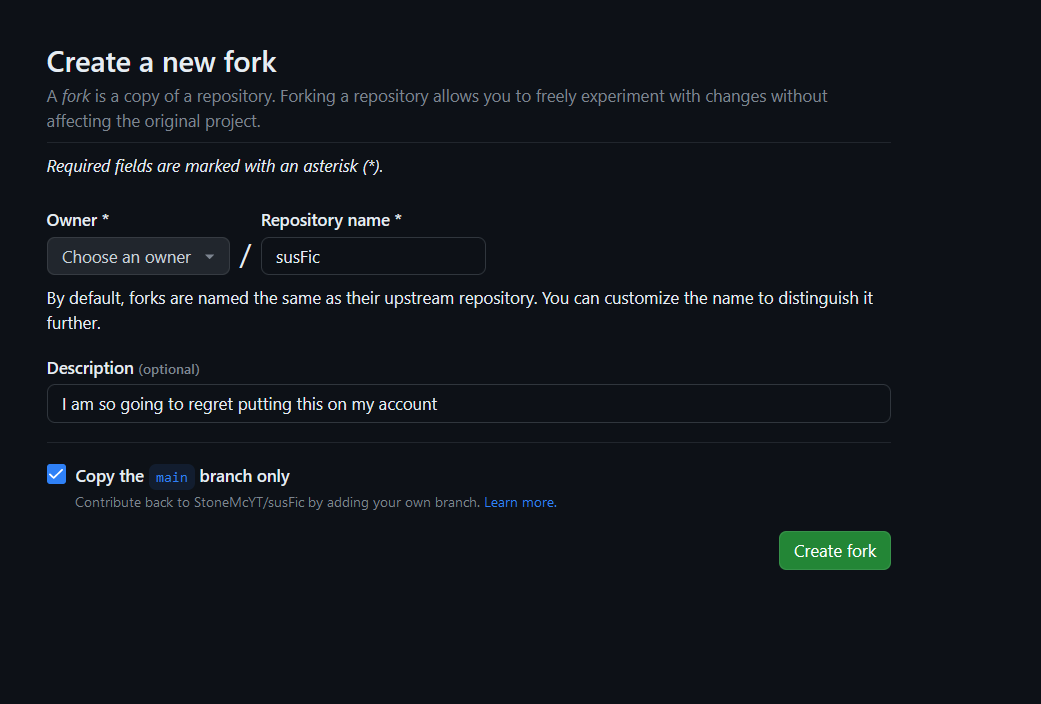 Create a new fork
A fork is a copy of a repository. Forking a repository allows you to freely experiment with changes without
affecting the original project.
Required fields are marked with an asterisk (*).
Owner *
Repository name *
Choose an owner
/
susFic
By default, forks are named the same as their upstream repository. You can customize the name to distinguish it
further.
Description (optional)
I am so going to regret putting this on my account
Copy the main branch only
Contribute back to StoneMcYT/susFic by adding your own branch. Learn more.
Create fork